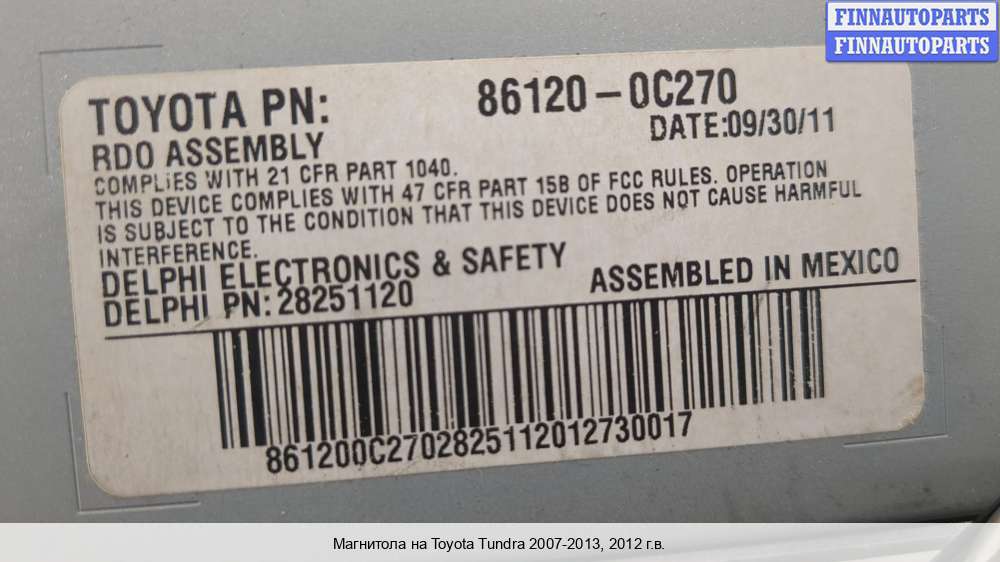 FINNAUTOPARTS
FINNAUTOPARTS
TOYOTA PN: 86120-0C270
RDO ASSEMBLY DATE:09/30/11
COMPLIES WITH 21 CFR PART 1040.
THIS DEVICE COMPLIES WITH 47 CFR PART 15B OF FCC RULES. OPERATION
IS SUBJECT TO THE CONDITION THAT THIS DEVICE DOES NOT CAUSE HARMFUL
INTERFERENCE.
DELPHI ELECTRONICS & SAFETY
DELPHI PN: 28251120 ASSEMBLED IN MEXICO
861200C2702825112012730017
Магнитола на Toyota Tundra 2007-2013, 2012 г.в.